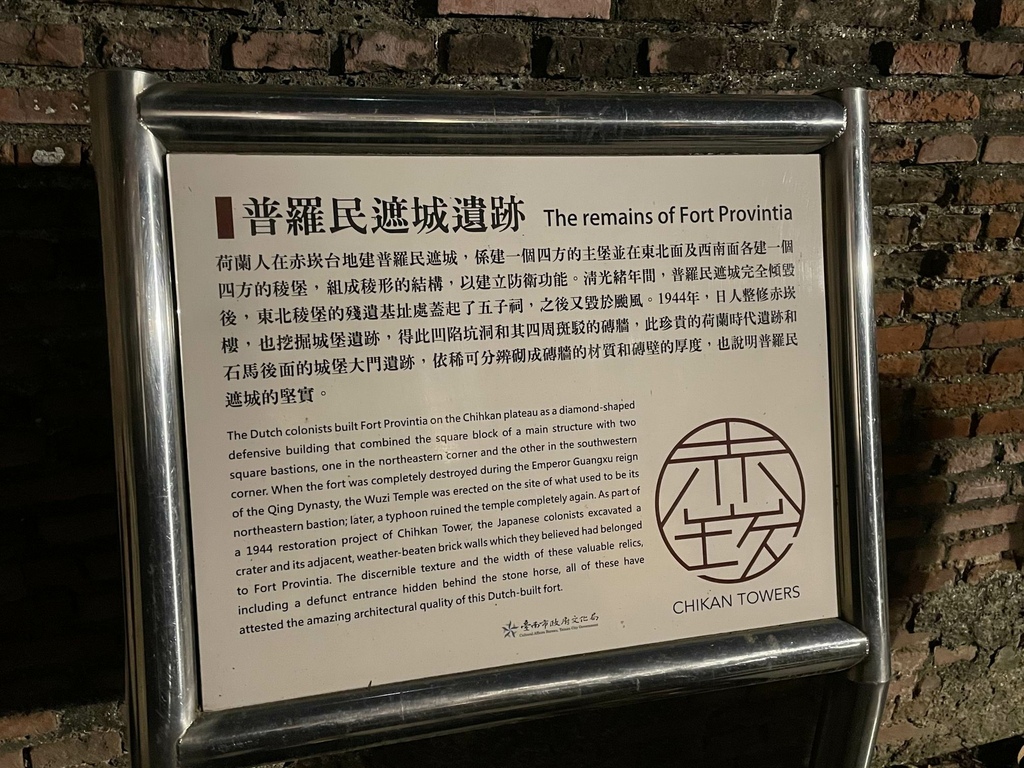 普羅民遮城遺跡 The remains of Fort Provintia
荷蘭人在赤崁台地建普羅民遮城，係建一個四方的主堡並在東北面及西南面各建一個
四方的稜堡，組成稜形的結構，以建立防衛功能。清光緒年間，普羅民遮城完全傾毀
後，東北稜堡的殘遺基址處蓋起了五子祠，之後又毀於颱風。1944年，日人整修赤崁
樓，也挖掘城堡遺跡，得此凹陷坑洞和其四周斑駁的磚牆，此珍貴的荷蘭時代遺跡和
石馬後面的城堡大門遺跡，依稀可分辨砌成磚牆的材質和磚壁的厚度，也說明普羅民
遮城的堅實。
The Dutch colonists built Fort Provintia on the Chihkan plateau as a diamond-shaped
defensive building that combined the square block of a main structure with two
square bastions, one in the northeastern corner and the other in the southwestern
corner. When the fort was completely destroyed during the Emperor Guangxu reign
of the Qing Dynasty, the Wuzi Temple was erected on the site of what used to be its
northeastern bastion; later, a typhoon ruined the temple completely again. As part of
a 1944 restoration project of Chihkan Tower, the Japanese colonists excavated a
crater and its adjacent, weather-beaten brick walls which they believed had belonged
to Fort Provintia. The discernible texture and the width of these valuable relics,
including a defunct entrance hidden behind the stone horse, all of these have
attested the amazing architectural quality of this Dutch-built fort.
赤崁
CHIKAN TOWERS
臺南市政府文化局
Cultural Affairs Bureau, Tainan City Government